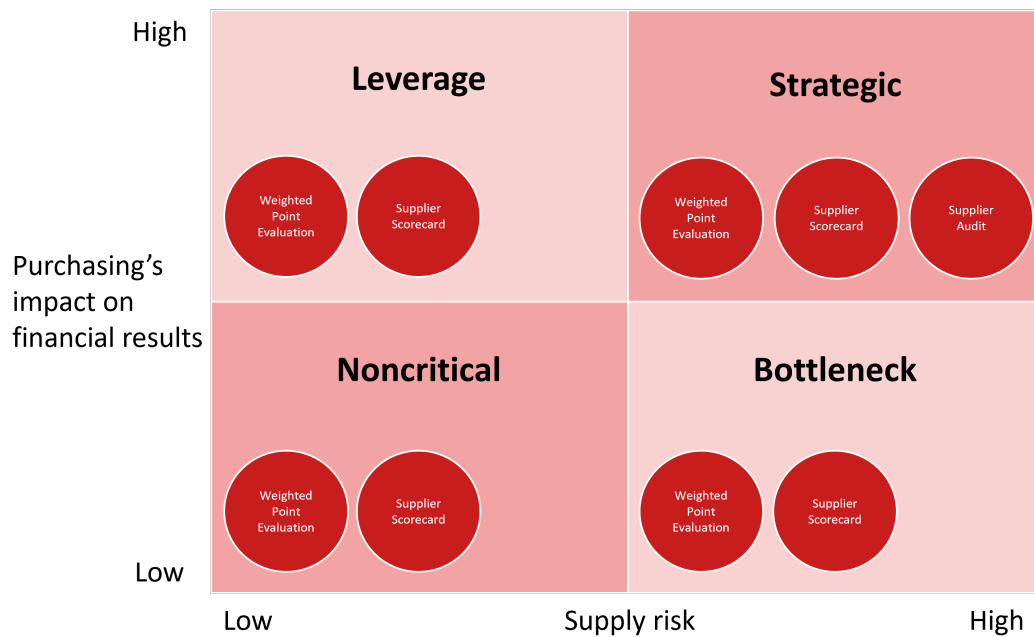 High
Leverage
Strategic
Weighted
Point
Evaluation
Supplier
Scorecard
Weighted
Point
Evaluation
Supplier
Scorecard
Supplier
Audit
Purchasing’s
impact on
financial results
Noncritical
Bottleneck
Weighted
Point
Evaluation
Supplier
Scorecard
Weighted
Point
Evaluation
Supplier
Scorecard
Low
Low
Supply risk
High